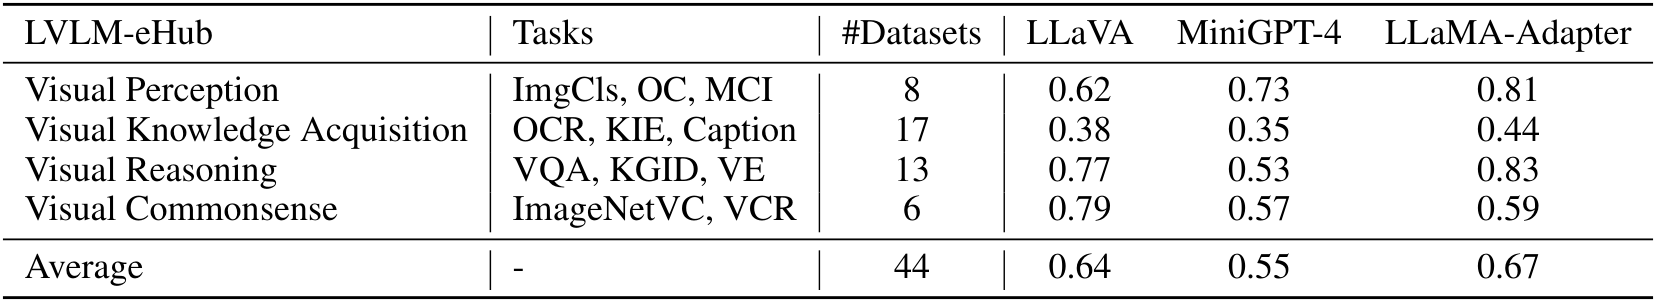 LVLM-eHub Tasks #Datasets LLaVA MiniGPT-4 LLaMA-Adapter
Visual Perception ImgCls, OC, MCI 8 0.62 0.73 0.81
Visual Knowledge Acquisition OCR, KIE, Caption 17 0.38 0.35 0.44
Visual Reasoning VQA, KGID, VE 13 0.77 0.53 0.83
Visual Commonsense ImageNetVC, VCR 6 0.79 0.57 0.59
Average - 44 0.64 0.55 0.67